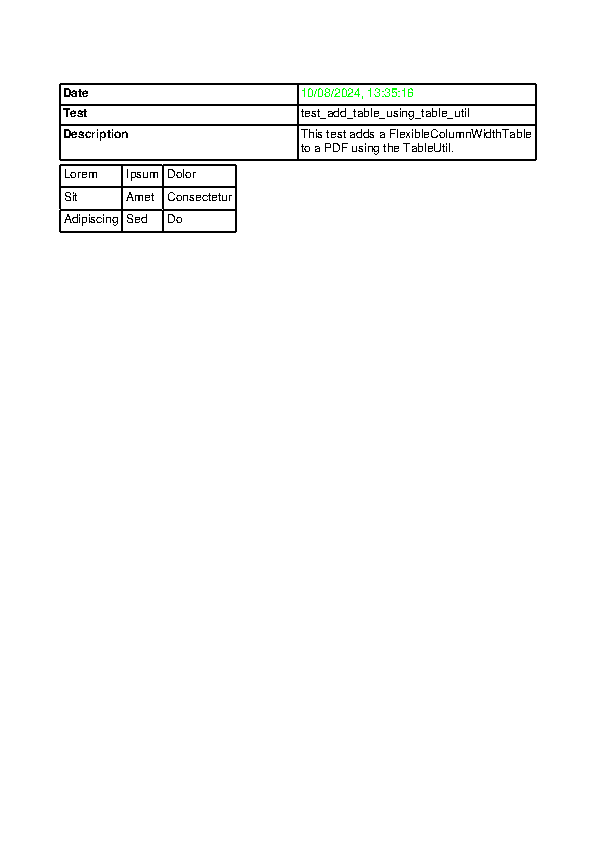 Date 10/08/2024, 13:35:18
Test test_add_table_using_table_util
Description This test adds a FlexibleColumnWidthTable
to a PDF using the TableUtil.
Lorem Ipsum Dolor
Sit Amet Consectetur
Adipiscing Sed Do